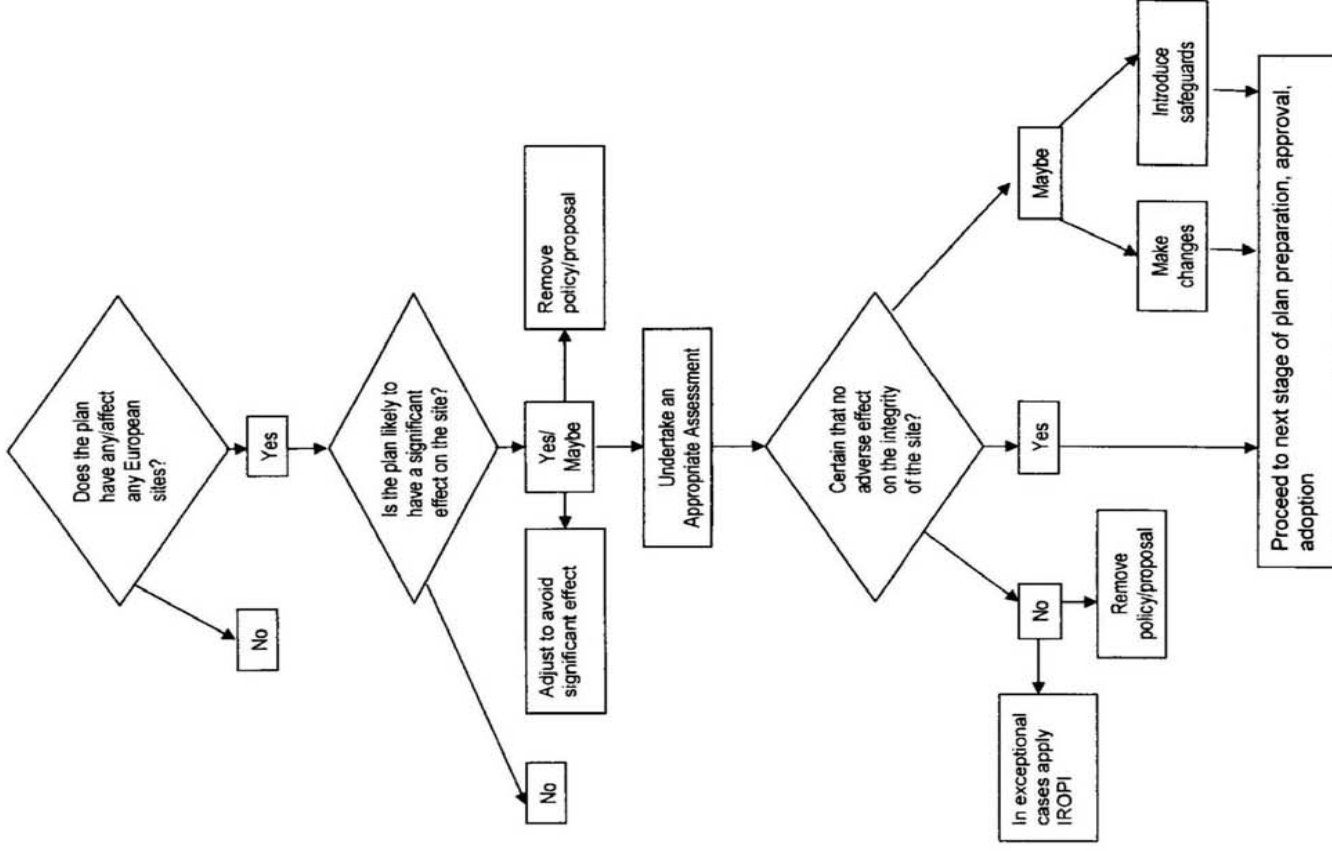 Does the plan
have any/affect
any European
sites?
No
Yes
Is the plan likely to
have a significant
effect on the site?
No
Adjust to avoid
significant effect
Yes/
Maybe
Remove
policy/proposal
Undertake an
Appropriate Assessment
Certain that no
adverse effect
on the integrity
of the site?
In exceptional
cases apply
IROPI
No
Remove
policy/proposal
Yes
Maybe
Make
changes
Introduce
safeguards
Proceed to next stage of plan preparation, approval,
adoption